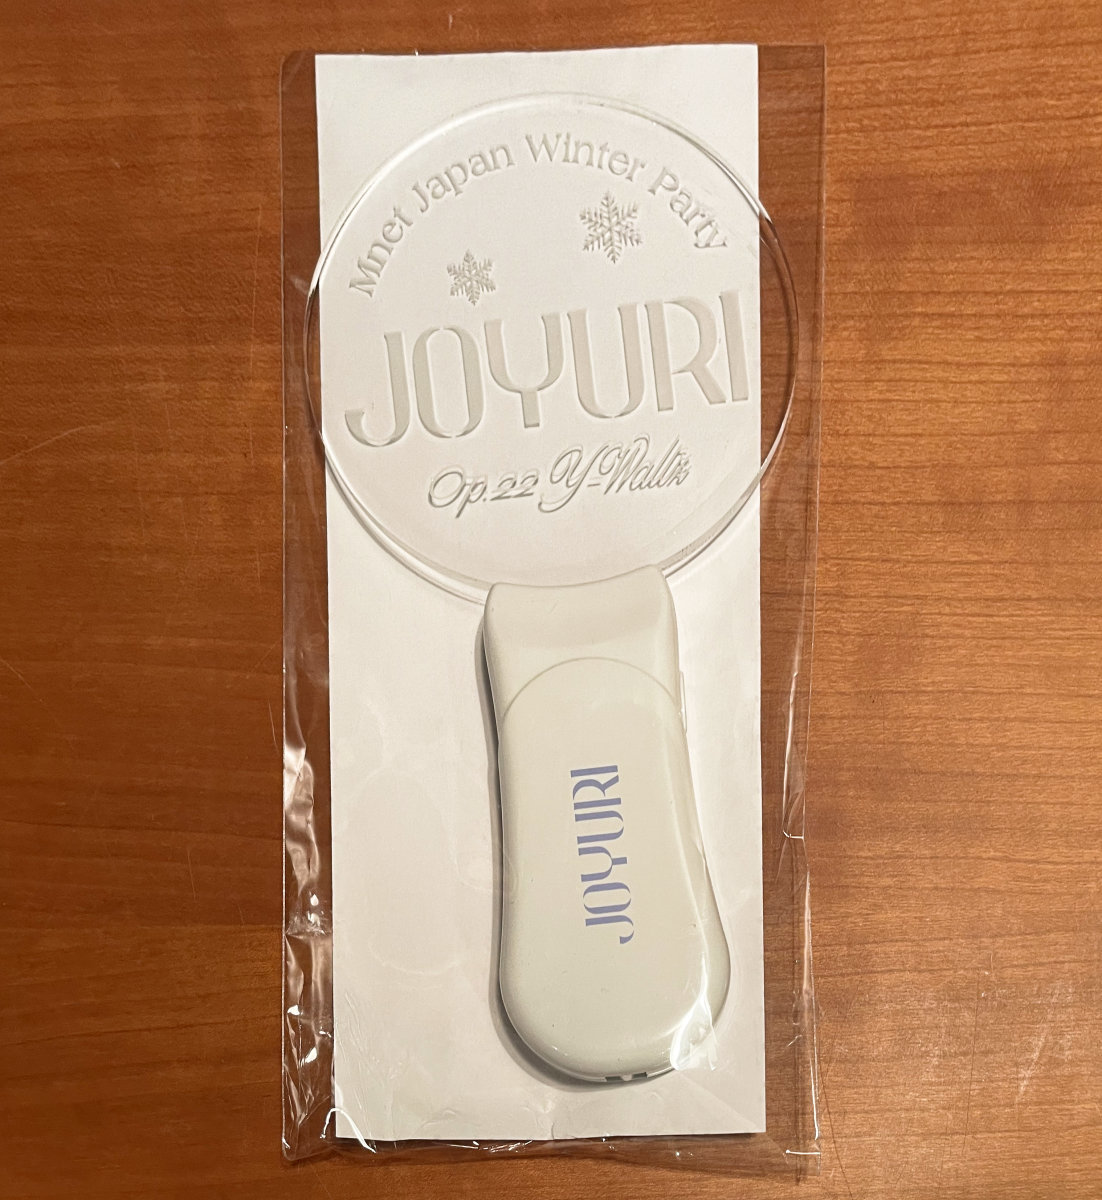 Mnet Japan Winter Party
JOYURI
Op.22 Y-Waltz
JOYURI